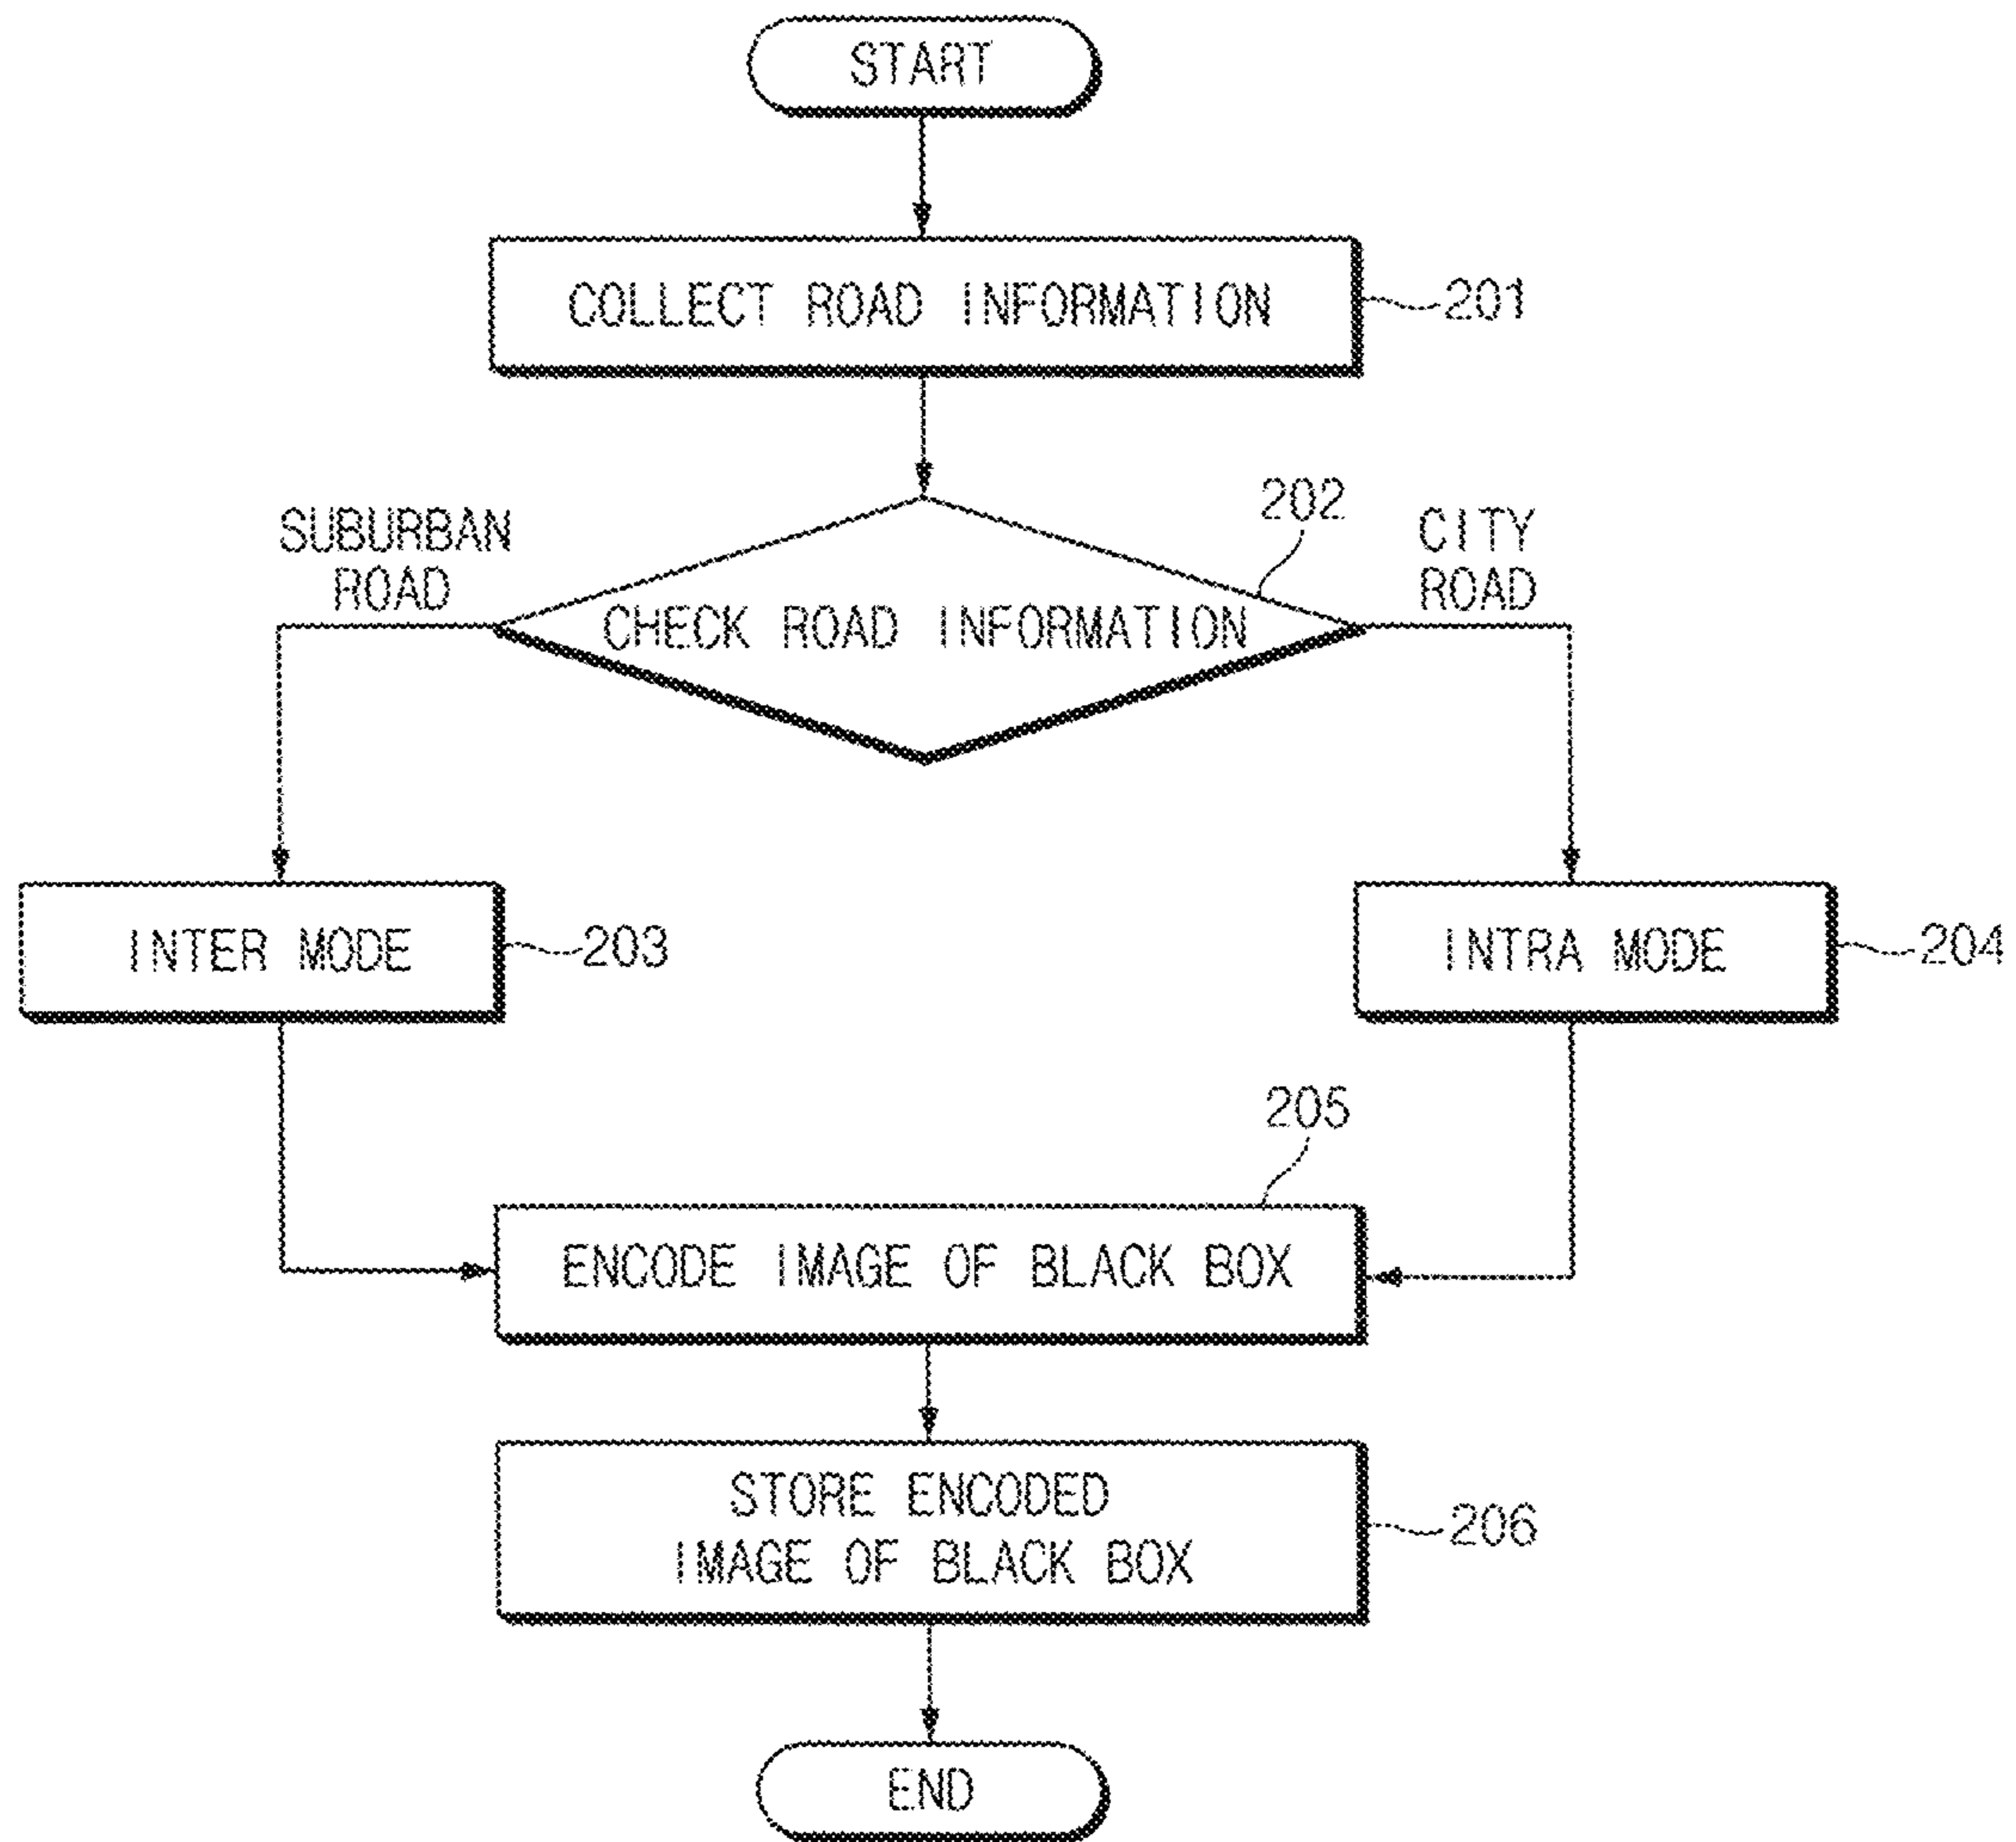 START
COLLECT ROAD INFORMATION
201
SUBURBAN
ROAD
202
CITY
ROAD
CHECK ROAD INFORMATION
INTER MODE
203
INTRA MODE
204
205
ENCODE IMAGE OF BLACK BOX
STORE ENCODED
IMAGE OF BLACK BOX
206
END